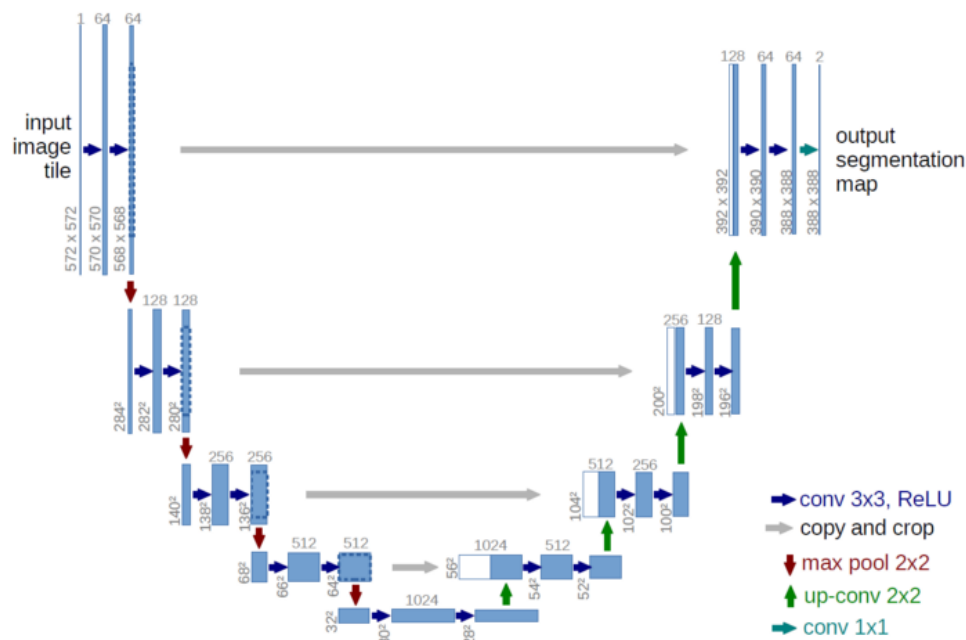 1 64 64
128
64
64
2
input
image
tile
output
segmentation
map
572 x 572
570 x 570
568 x 568
392 x 392
390 x 390
388 x 388
388 x 388
128 128
256 128
284²
282²
280²
200²
198²
196²
256 256
512 256
140²
138²
136²
104²
102²
100²
conv 3x3, ReLU
copy and crop
max pool 2x2
up-conv 2x2
conv 1x1
512 512
1024 512
68²
66²
64²
56²
54²
52²
1024
32²